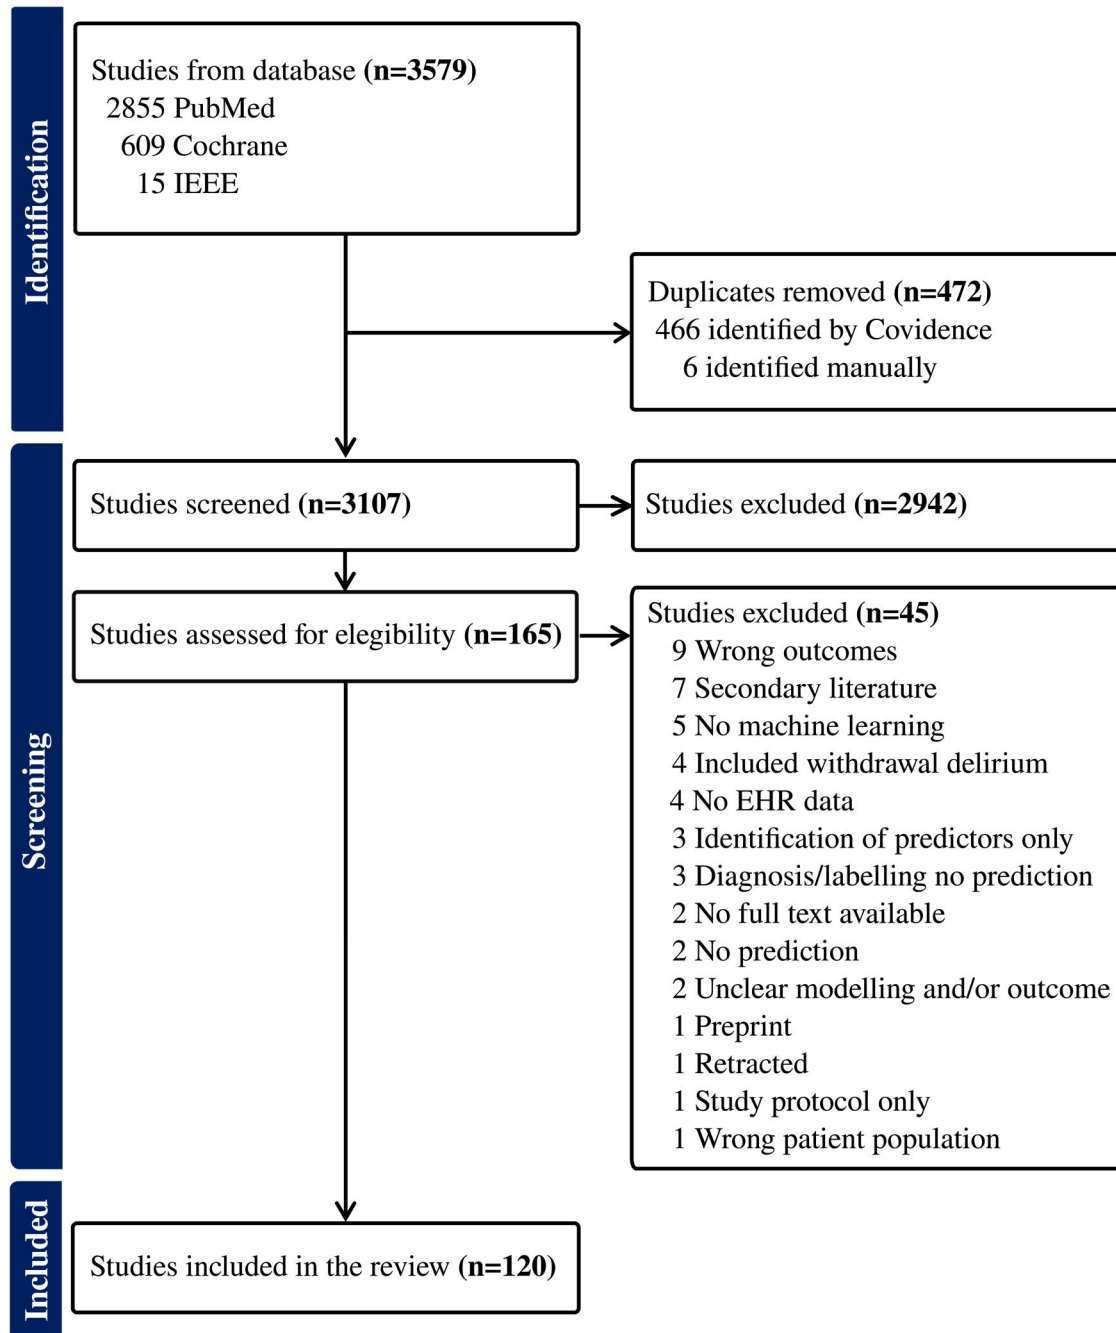 Identification
Studies from database (n=3579)
2855 PubMed
609 Cochrane
15 IEEE
Duplicates removed (n=472)
466 identified by Covidence
6 identified manually
Screening
Studies screened (n=3107)
Studies excluded (n=2942)
Studies assessed for elegibility (n=165)
Studies excluded (n=45)
9 Wrong outcomes
7 Secondary literature
5 No machine learning
4 Included withdrawal delirium
4 No EHR data
3 Identification of predictors only
3 Diagnosis/labelling no prediction
2 No full text available
2 No prediction
2 Unclear modelling and/or outcome
1 Preprint
1 Retracted
1 Study protocol only
1 Wrong patient population
Included
Studies included in the review (n=120)